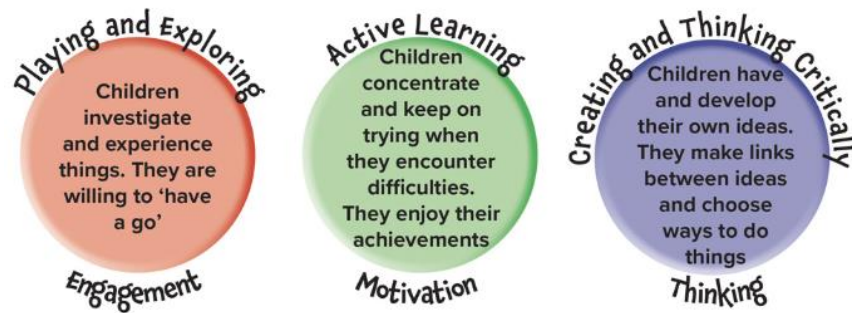 Playing and Exploring
Children
investigate
and experience
things. They are
willing to ‘have
a go’
Engagement
Active Learning
Children
concentrate
and keep on
trying when
they encounter
difficulties.
They enjoy their
achievements
Motivation
Creating and Thinking Critically
Children have
and develop
their own ideas.
They make links
between ideas
and choose
ways to do
things
Thinking